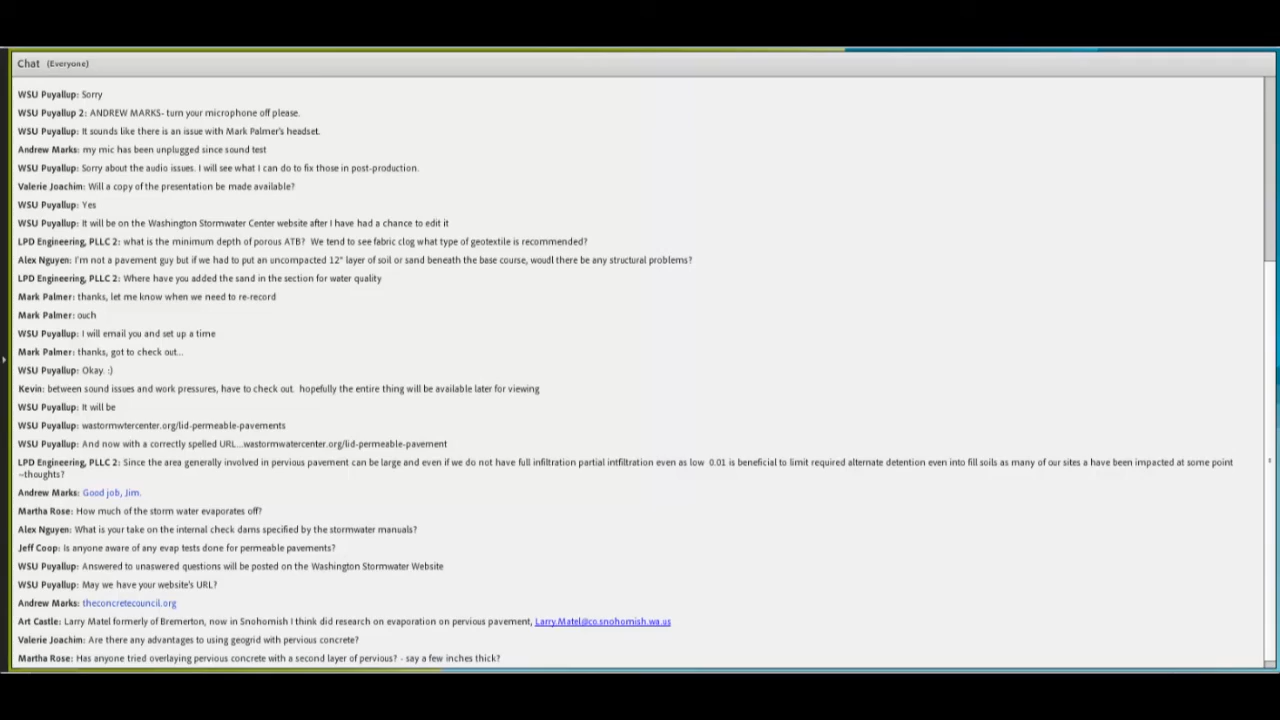 Chat (Everyone)
WSU Puyallup: Sorry
WSU Puyallup 2: ANDREW MARKS- turn your microphone off please.
WSU Puyallup: It sounds like there is an issue with Mark Palmer's headset.
Andrew Marks: my mic has been unplugged since sound test
WSU Puyallup: Sorry about the audio issues. I will see what I can do to fix those in post-production.
Valerie Joachim: Will a copy of the presentation be made available?
WSU Puyallup: Yes
WSU Puyallup: It will be on the Washington Stormwater Center website after I have had a chance to edit it
LPD Engineering, PLLC 2: what is the minimum depth of porous ATB? We tend to see fabric clog what type of geotextile is recommended?
Alex Nguyen: I'm not a pavement guy but if we had to put an uncompacted 12" layer of soil or sand beneath the base course, woudl there be any structural problems?
LPD Engineering, PLLC 2: Where have you added the sand in the section for water quality
Mark Palmer: thanks, let me know when we need to re-record
Mark Palmer: ouch
WSU Puyallup: I will email you and set up a time
Mark Palmer: thanks, got to check out...
WSU Puyallup: Okay. :)
Kevin: between sound issues and work pressures, have to check out. hopefully the entire thing will be available later for viewing
WSU Puyallup: It will be
WSU Puyallup: wastormwtercenter.org/lid-permeable-pavements
WSU Puyallup: And now with a correctly spelled URL...wastormwatercenter.org/lid-permeable-pavement
LPD Engineering, PLLC 2: Since the area generally involved in pervious pavement can be large and even if we do not have full infiltration partial intfiltration even as low 0.01 is beneficial to limit required alternate detention even into fill soils as many of our sites a have been impacted at some point
--thoughts?
Andrew Marks: Good job, Jim.
Martha Rose: How much of the storm water evaporates off?
Alex Nguyen: What is your take on the internal check dams specified by the stormwater manuals?
Jeff Coop: Is anyone aware of any evap tests done for permeable pavements?
WSU Puyallup: Answered to unaswered questions will be posted on the Washington Stormwater Website
WSU Puyallup: May we have your website's URL?
Andrew Marks: theconcretecouncil.org
Art Castle: Larry Matel formerly of Bremerton, now in Snohomish I think did research on evaporation on pervious pavement, Larry.Matel@co.snohomish.wa.us
Valerie Joachim: Are there any advantages to using geogrid with pervious concrete?
Martha Rose: Has anyone tried overlaying pervious concrete with a second layer of pervious? - say a few inches thick?